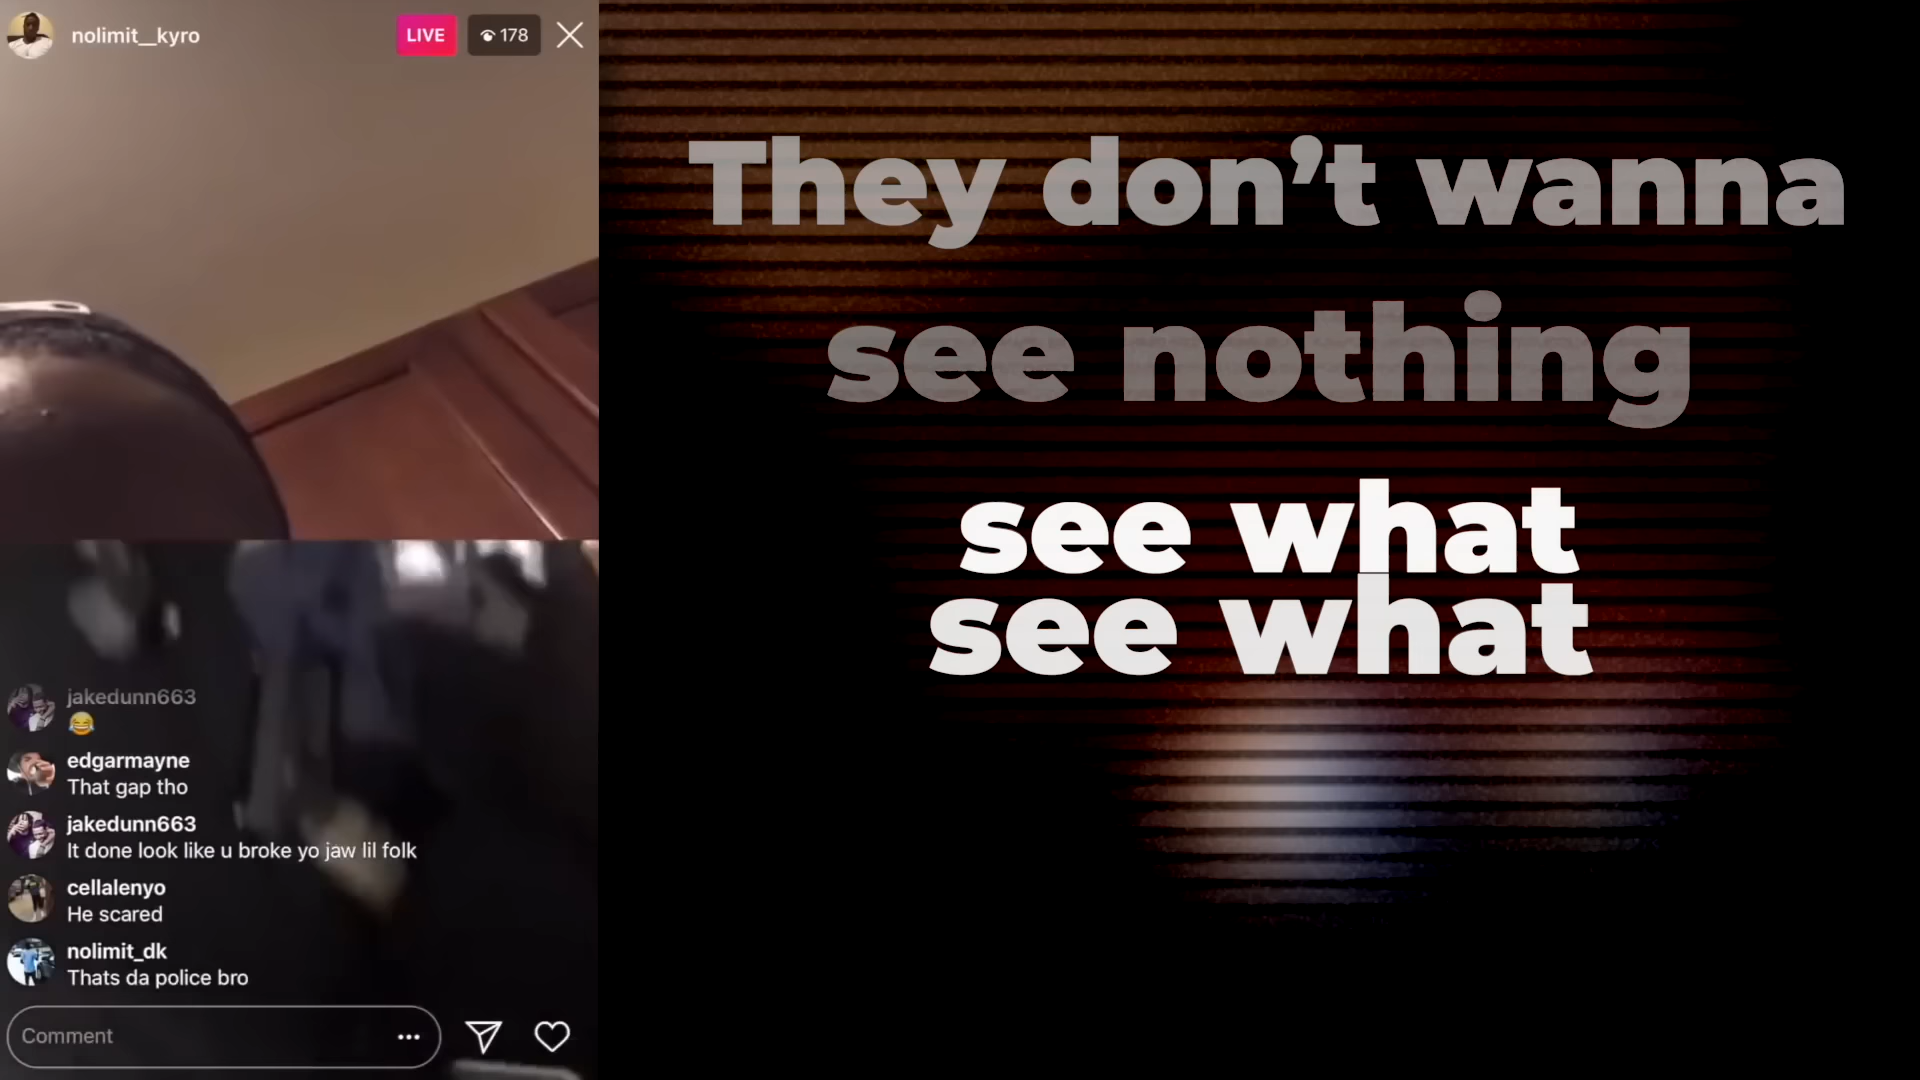 nolimit__kyro
LIVE
178
They don’t wanna
see nothing
see what
see what
jakedunn663
😂
edgarmayne
That gap tho
jakedunn663
It done look like u broke yo jaw lil folk
cellalenyo
He scared
nolimit_dk
Thats da police bro
Comment